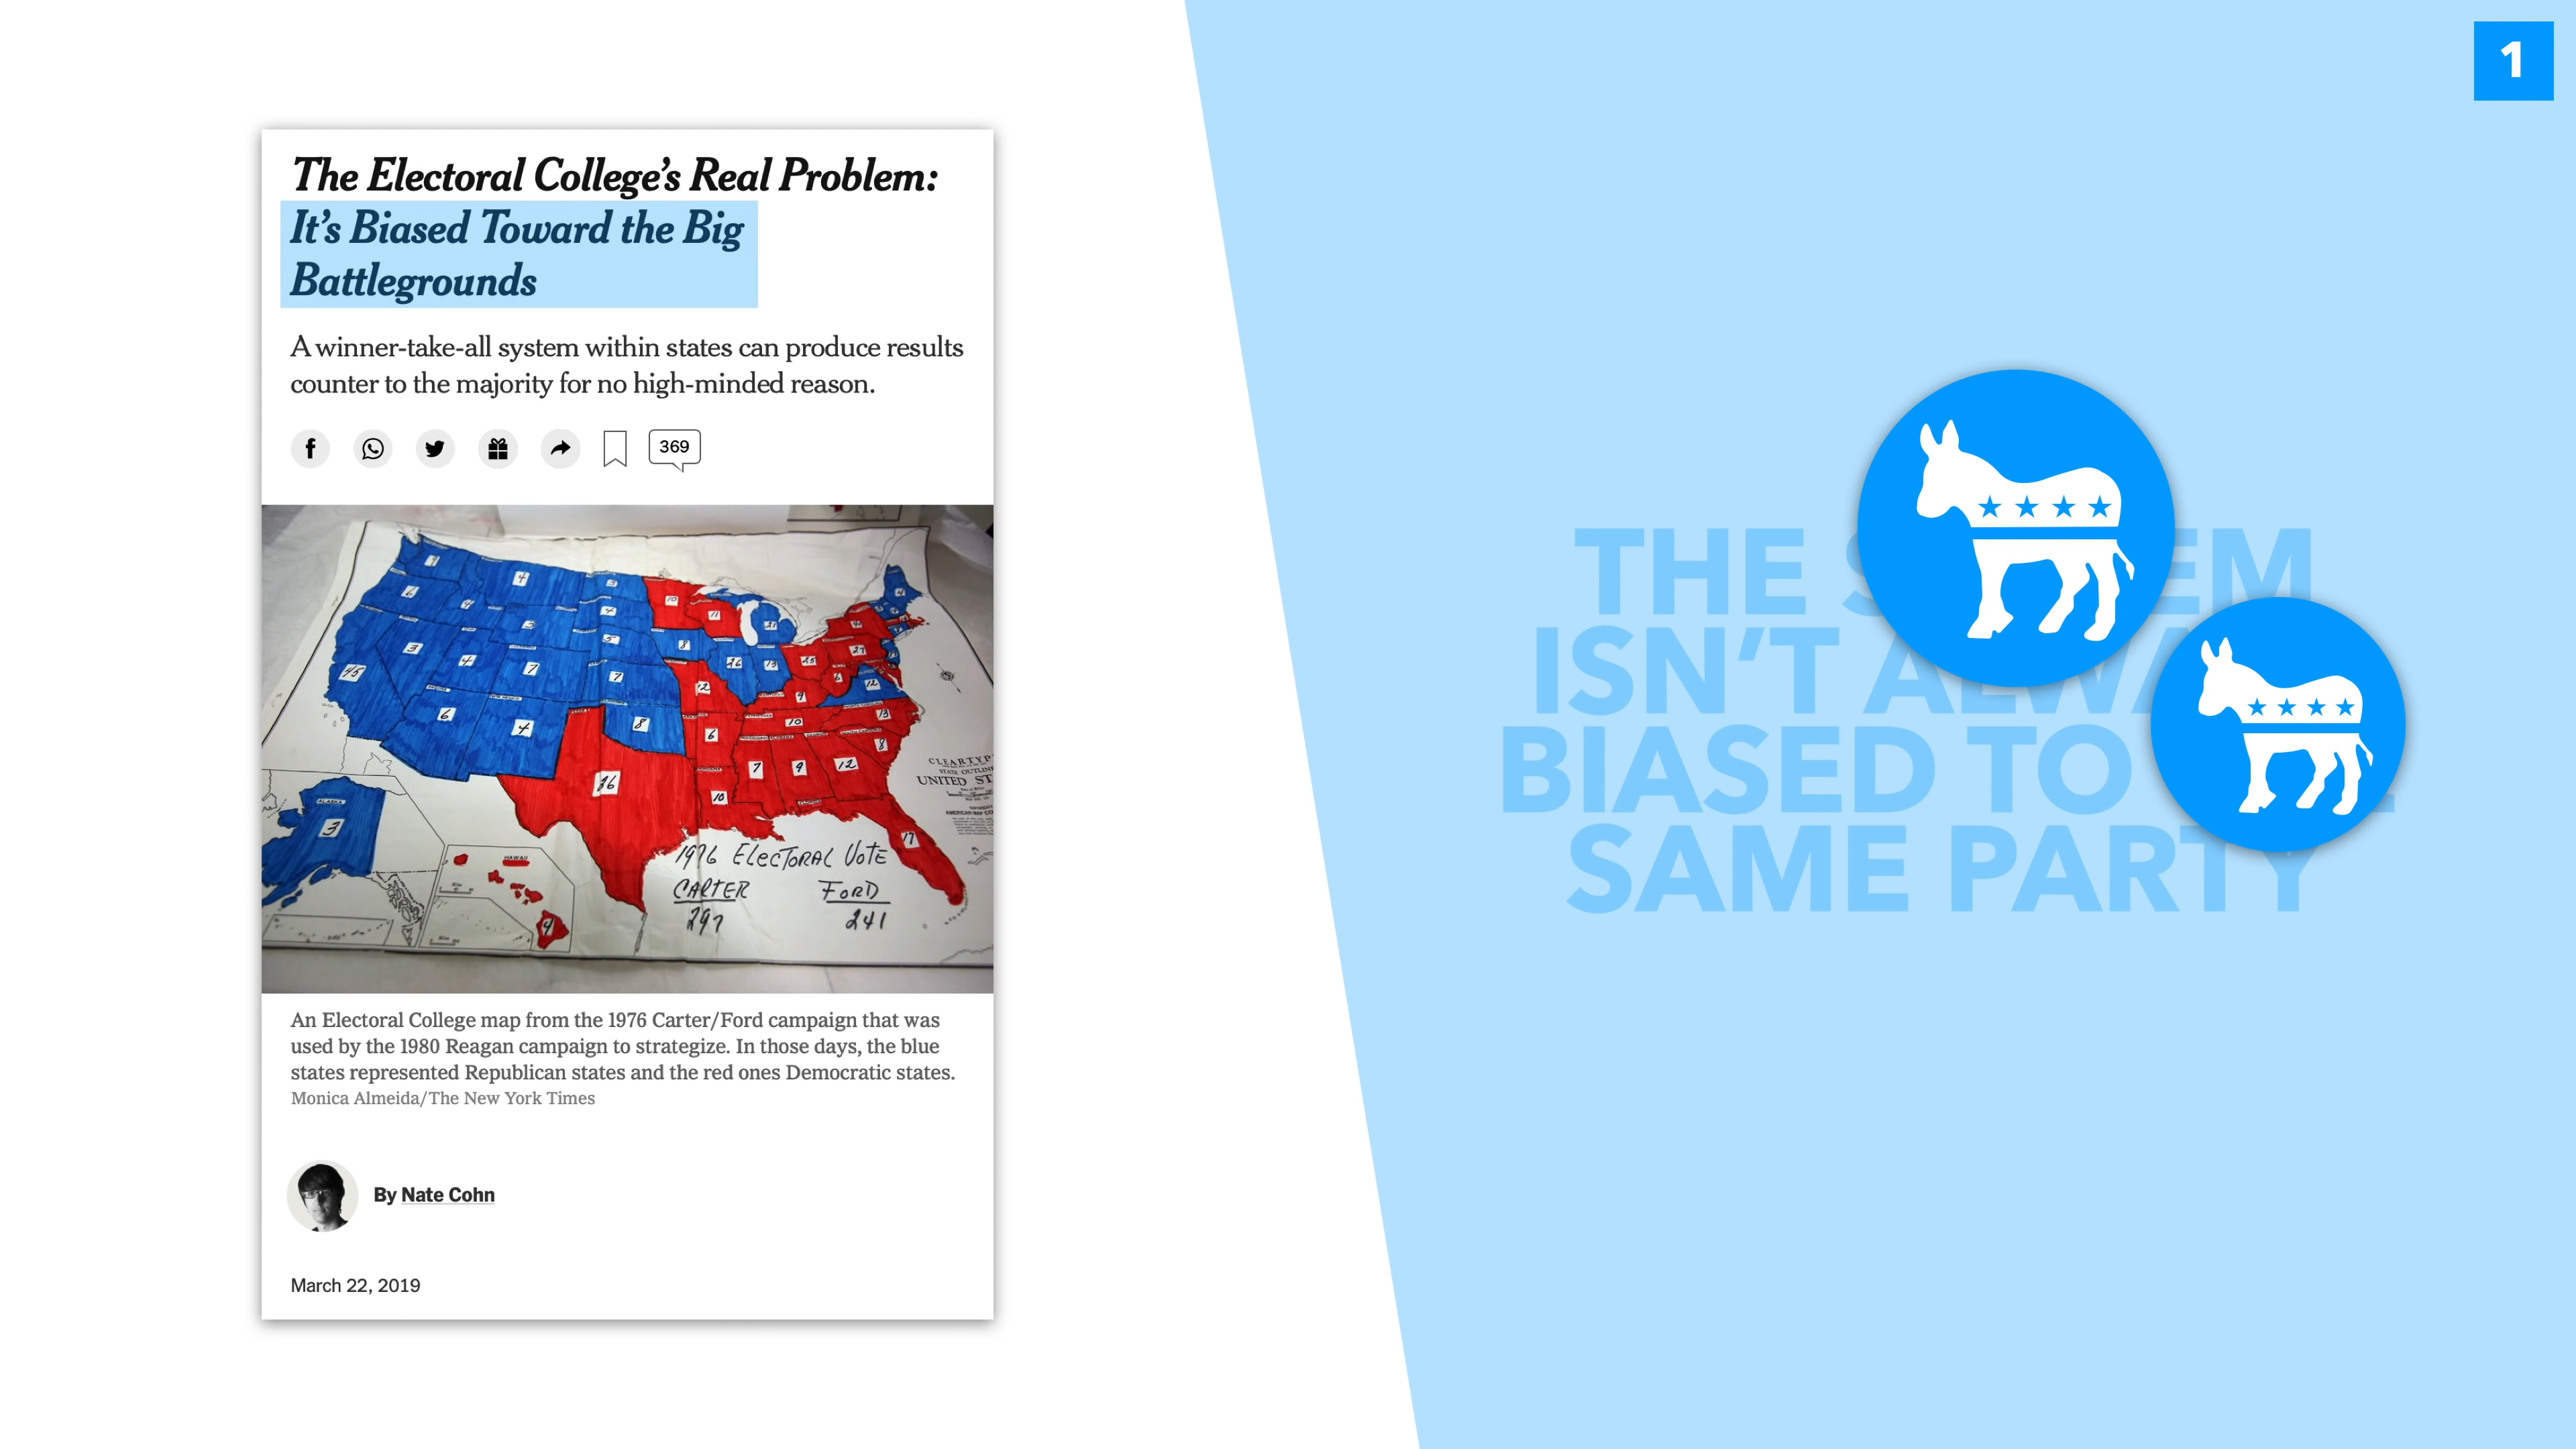 The Electoral College’s Real Problem:
It’s Biased Toward the Big
Battlegrounds
A winner-take-all system within states can produce results
counter to the majority for no high-minded reason.
369
1976 ELECTORAL VOTE
CARTER FORD
297 241
An Electoral College map from the 1976 Carter/Ford campaign that was
used by the 1980 Reagan campaign to strategize. In those days, the blue
states represented Republican states and the red ones Democratic states.
Monica Almeida/The New York Times
By Nate Cohn
March 22, 2019
1
THE
ISN’T
BIASED TO
SAME PARTY